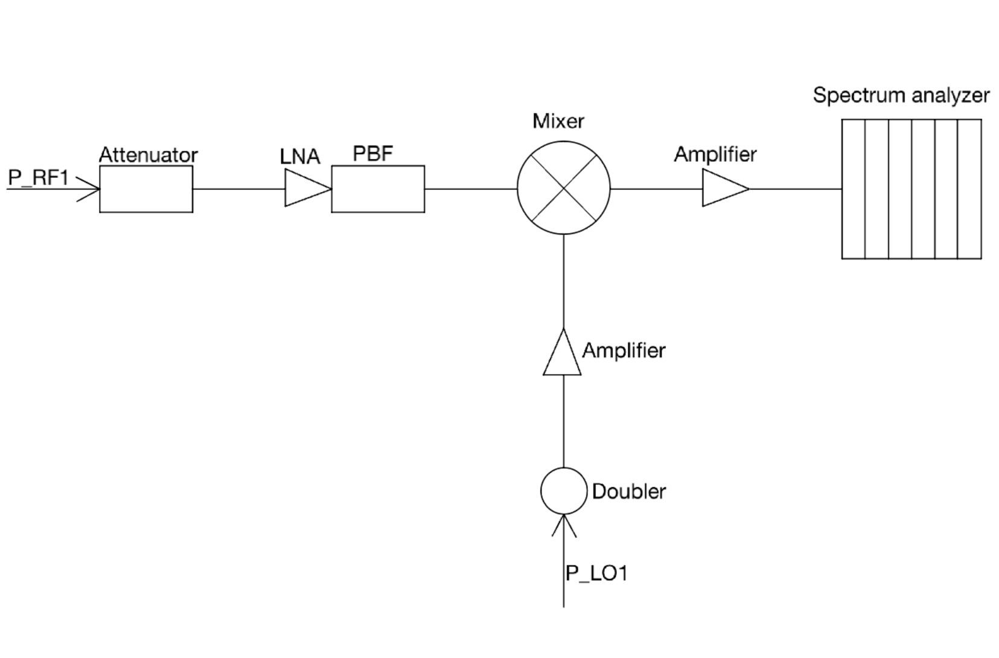 Spectrum analyzer
Mixer
Attenuator
LNA
PBF
Amplifier
P_RF1
Amplifier
Doubler
P_LO1